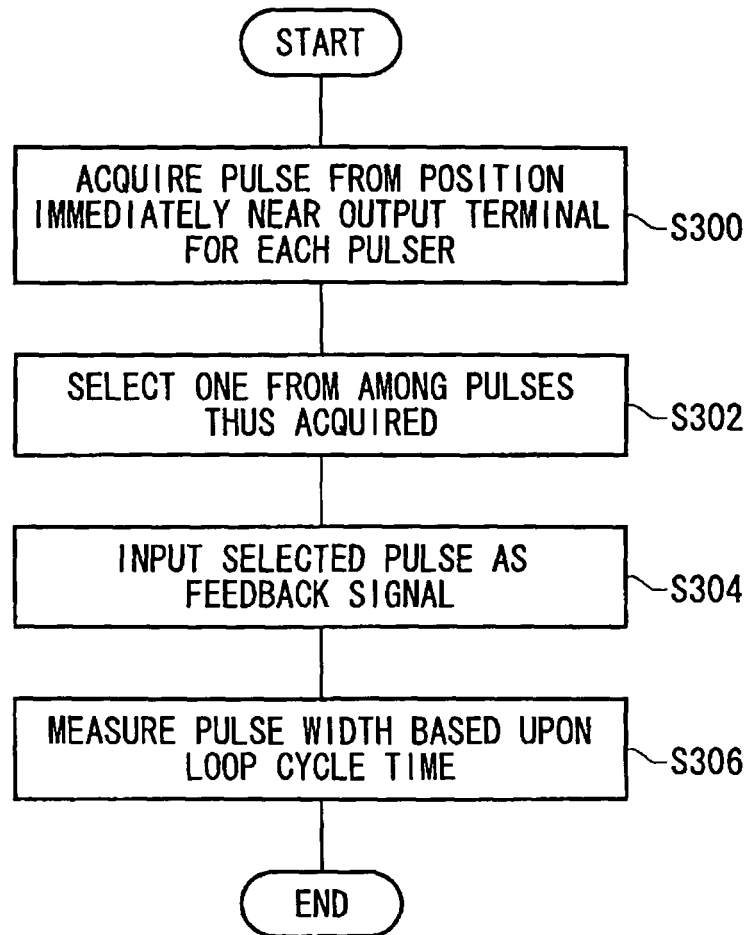 START
ACQUIRE PULSE FROM POSITION
IMMEDIATELY NEAR OUTPUT TERMINAL
FOR EACH PULSER
S300
SELECT ONE FROM AMONG PULSES
THUS ACQUIRED
S302
INPUT SELECTED PULSE AS
FEEDBACK SIGNAL
S304
MEASURE PULSE WIDTH BASED UPON
LOOP CYCLE TIME
S306
END